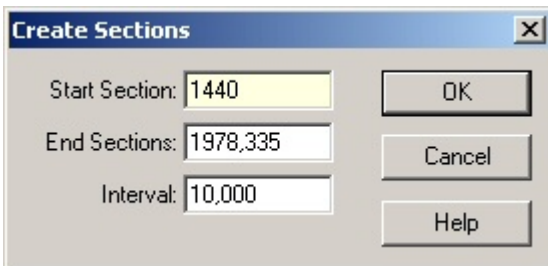 Create Sections
Start Section: 1440
OK
End Sections: 1978,335
Cancel
Interval: 10,000
Help